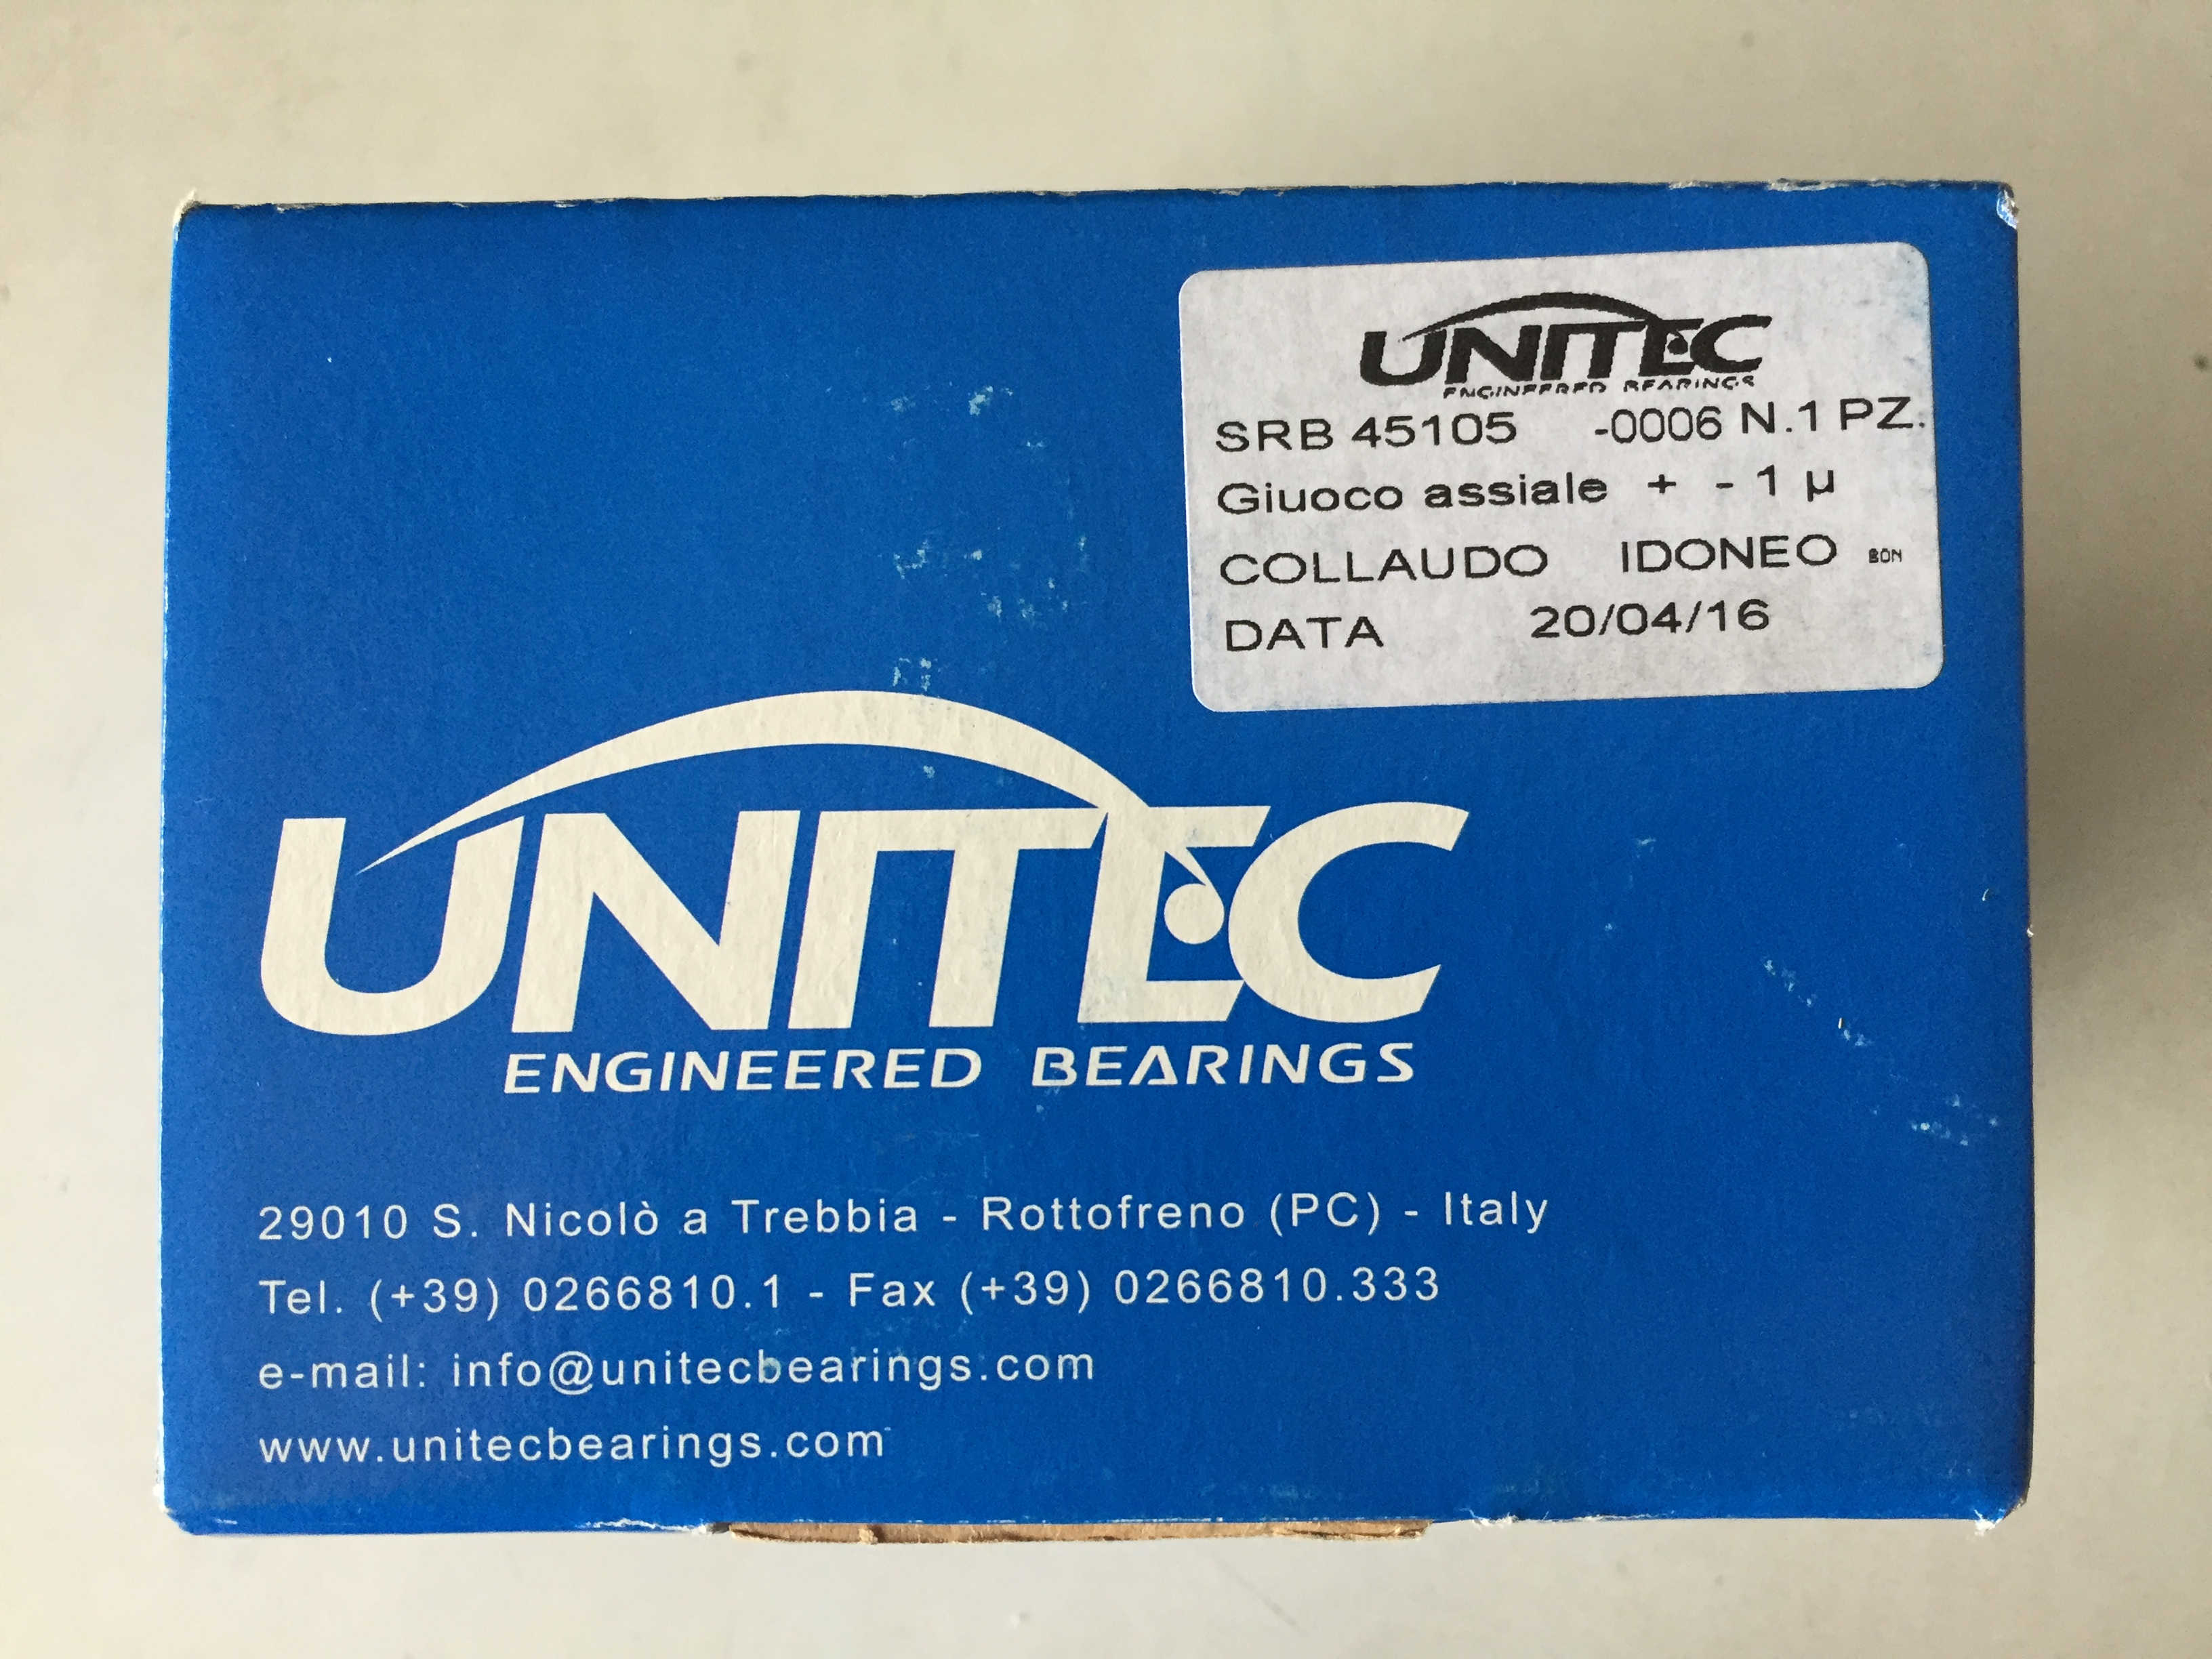 UNITEC
ENGINEERED BEARINGS
SRB 45105 -0006 N.1 PZ.
Giuoco assiale + - 1 µ
COLLAUDO IDONEO BON
DATA 20/04/16
UNITEC
ENGINEERED BEARINGS
29010 S. Nicolò a Trebbia - Rottofreno (PC) - Italy
Tel. (+39) 0266810.1 - Fax (+39) 0266810.333
e-mail: info@unitecbearings.com
www.unitecbearings.com